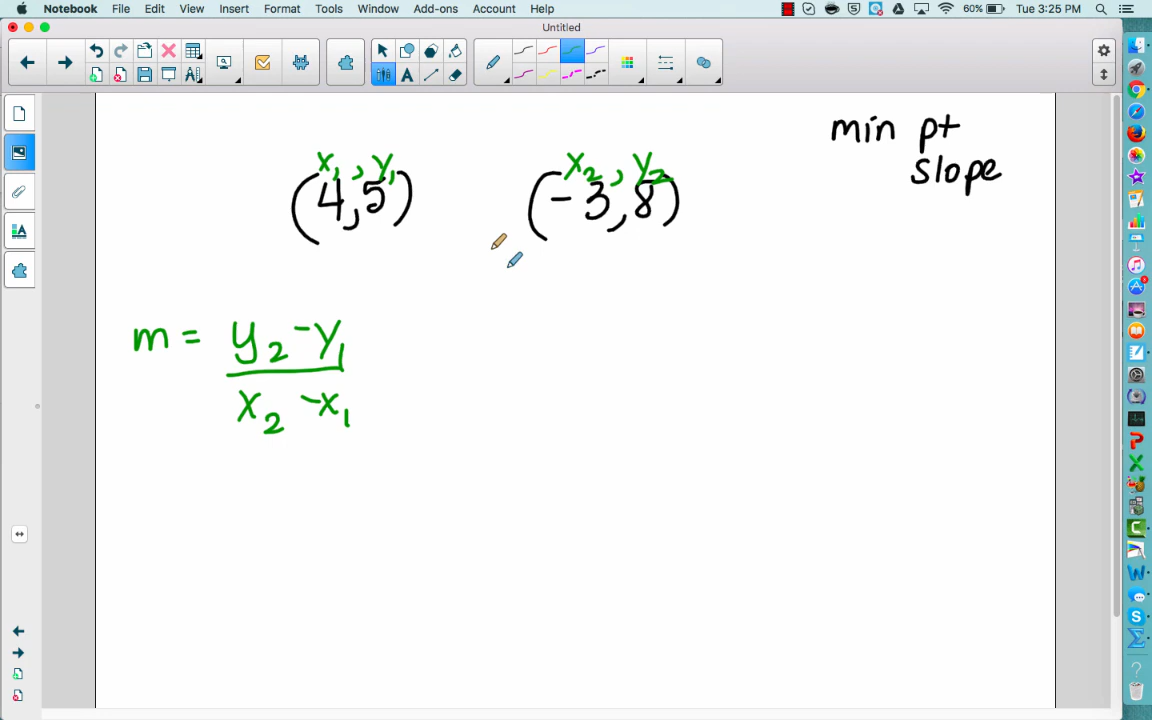 Notebook File Edit View Insert Format Tools Window Add-ons Account Help 60% Tue 3:25 PM
Untitled
min pt
slope
x₁, y₁ x₂, y₂
(4,5) (-3,8)
m = y₂ - y₁
x₂ - x₁